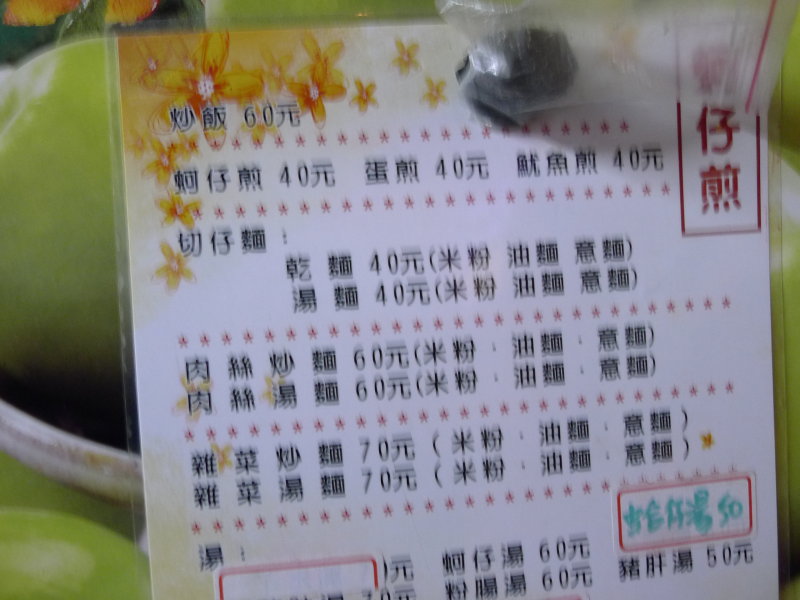 仔煎
炒飯 60元
蚵仔煎 40元 蛋煎 40元 魷魚煎 40元
切仔麵：
乾 麵 40元(米粉 油麵 意麵)
湯 麵 40元(米粉 油麵 意麵)
肉 絲 炒 麵 60元(米粉．油麵．意麵)
肉 絲 湯 麵 60元(米粉．油麵．意麵)
雜 菜 炒 麵 70元 ( 米粉．油麵．意麵 )
雜 菜 湯 麵 70元 ( 米粉．油麵．意麵 )
蛤仔湯 50
湯： )元 蚵仔湯 60元 豬肝湯 50元
粉腸湯 60元